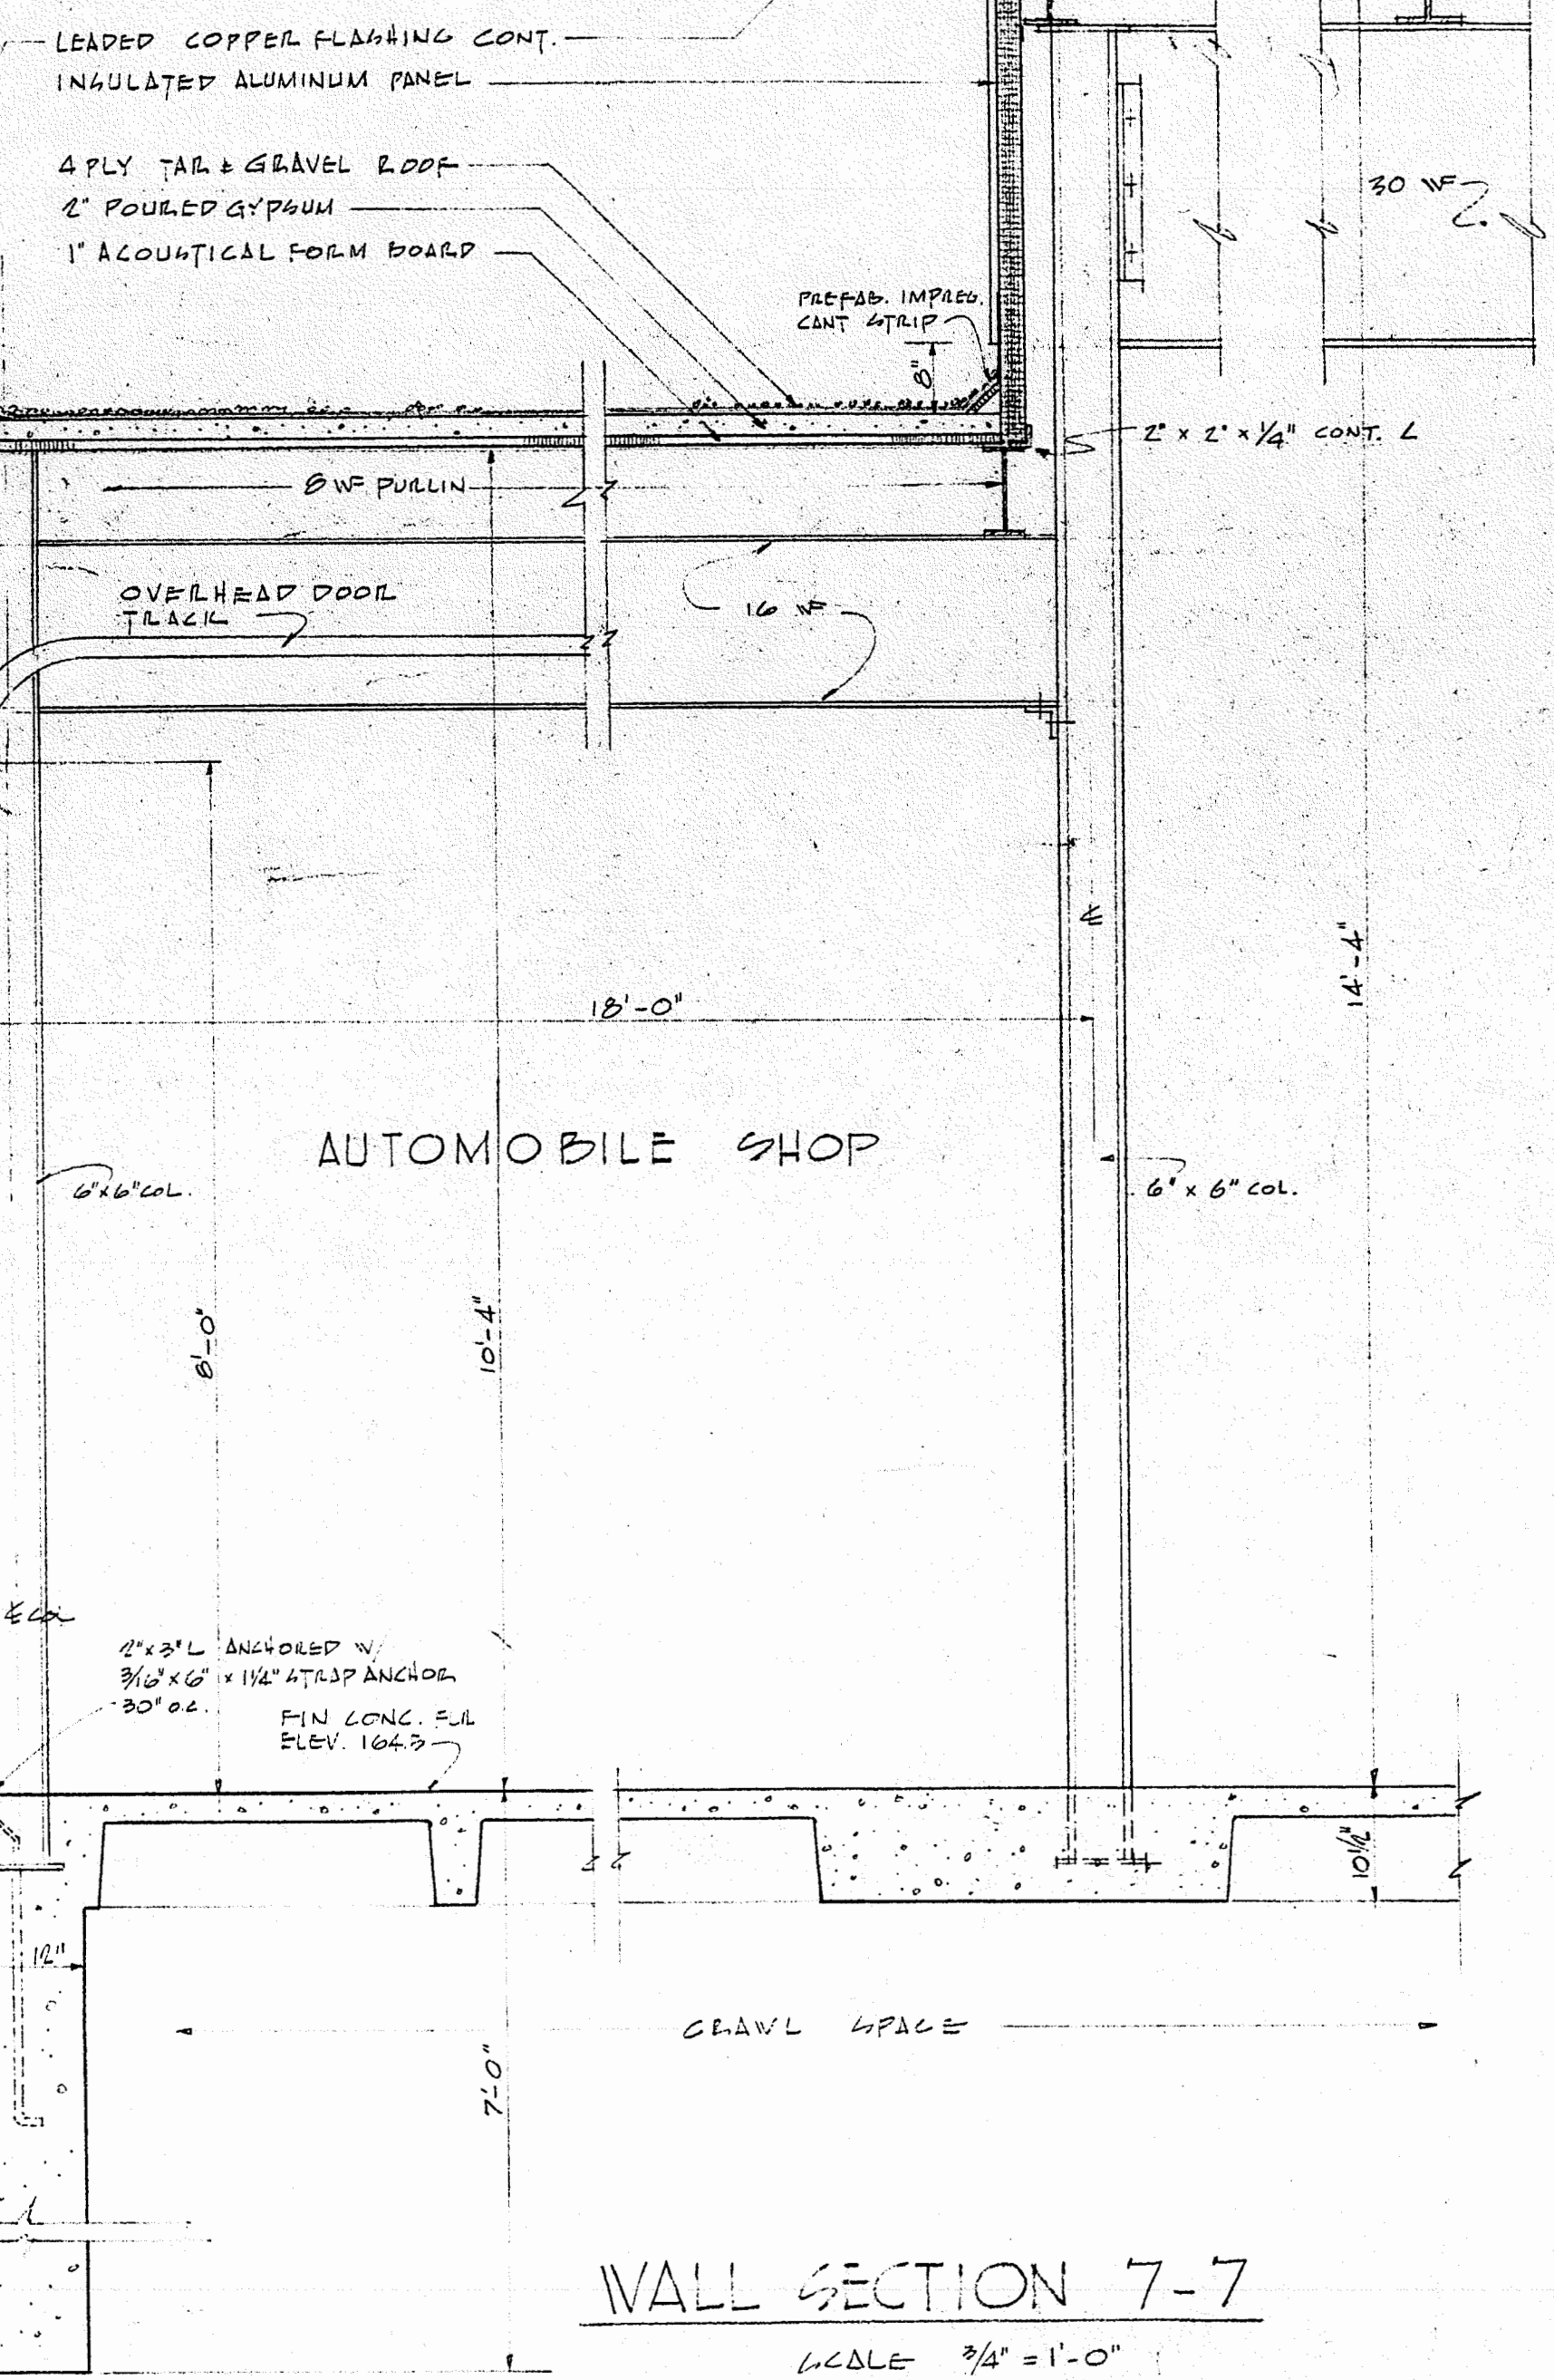 LEADED COPPER FLASHING CONT.
INSULATED ALUMINUM PANEL
4 PLY TAR & GRAVEL ROOF
2" POURED GYPSUM
1" ACOUSTICAL FORM BOARD
30 WF
PREFAB. IMPREG.
CANT STRIP
8"
2" x 2" x 1/4" CONT. L
8 WF PURLIN
OVERHEAD DOOR
TRACK
16 WF
℄
14'-4"
18'-0"
AUTOMOBILE SHOP
6"x6" COL.
6" x 6" COL.
8'-0"
10'-4"
℄ COL
2"x3" L ANCHORED W/
3/16" x 6" x 1 1/4" STRAP ANCHOR
30" O.C.
FIN CONC. FLR
ELEV. 164.3
10 1/2"
12"
CRAWL SPACE
7'-0"
WALL SECTION 7-7
SCALE 3/4" = 1'-0"